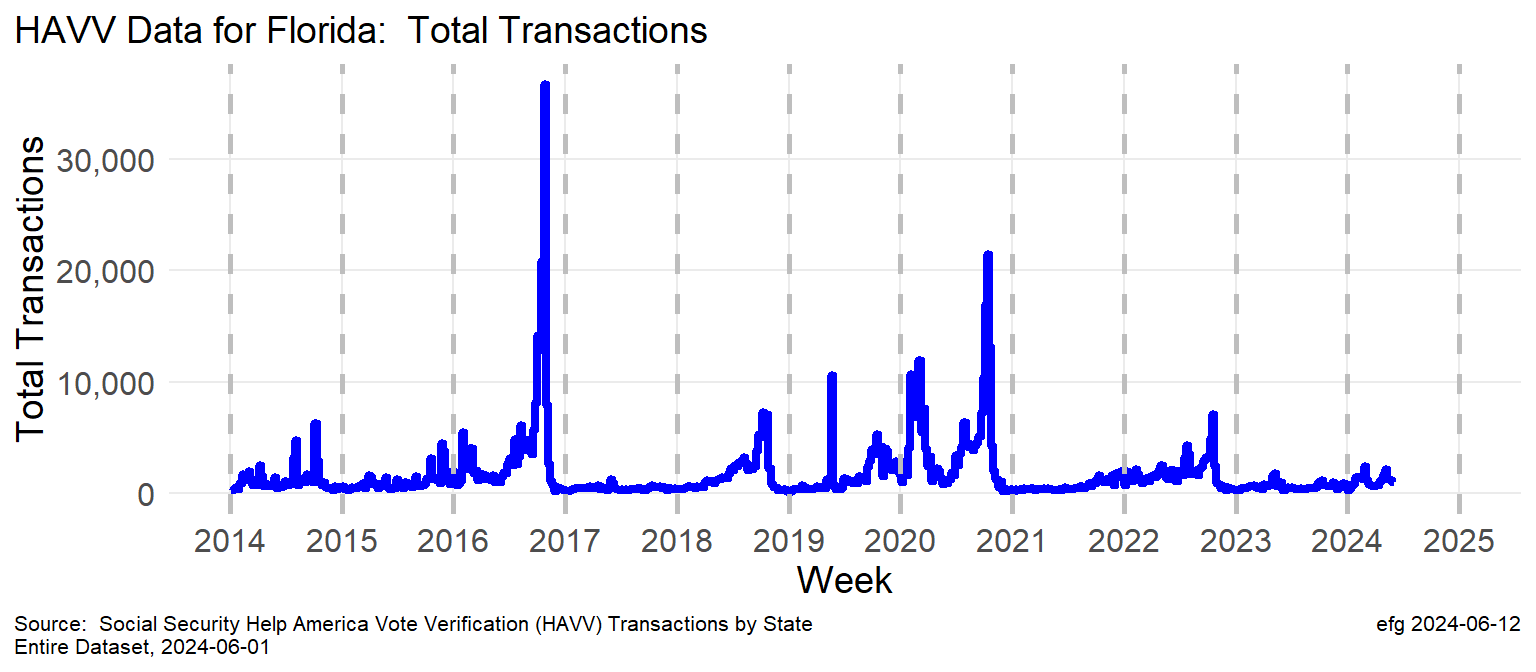 HAVV Data for Florida:  Total Transactions
Total Transactions
30,000
20,000
10,000
0
2014 2015 2016 2017 2018 2019 2020 2021 2022 2023 2024 2025
Week
Source:  Social Security Help America Vote Verification (HAVV) Transactions by State
Entire Dataset, 2024-06-01
efg 2024-06-12